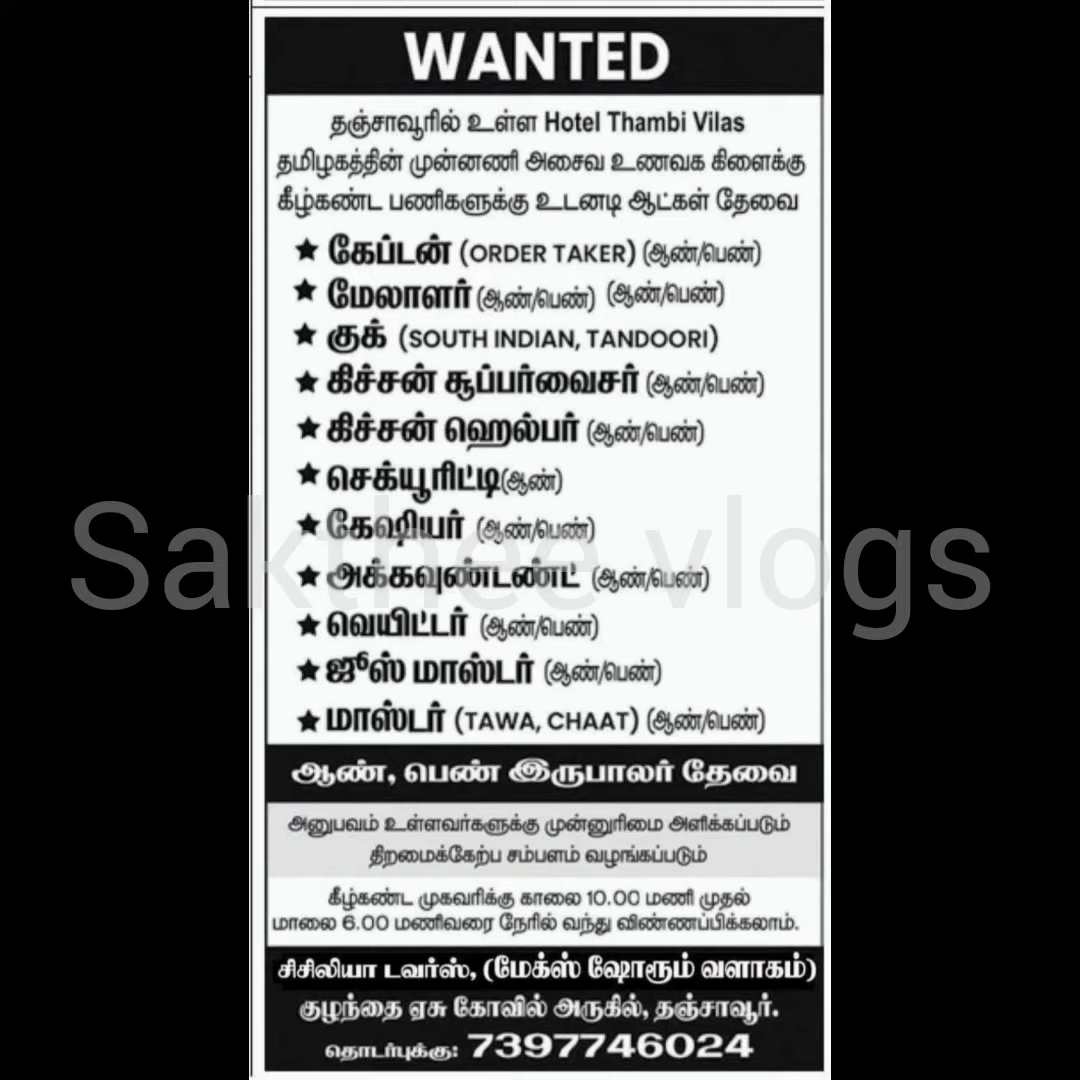 WANTED
தஞ்சாவூரில் உள்ள Hotel Thambi Vilas
தமிழகத்தின் முன்னணி அசைவ உணவக கிளைக்கு
கீழ்கண்ட பணிகளுக்கு உடனடி ஆட்கள் தேவை
★ கேப்டன் (ORDER TAKER) (ஆண்/பெண்)
★ மேலாளர் (ஆண்/பெண்) (ஆண்/பெண்)
★ குக் (SOUTH INDIAN, TANDOORI)
★ கிச்சன் சூப்பர்வைசர் (ஆண்/பெண்)
★ கிச்சன் ஹெல்பர் (ஆண்/பெண்)
★ செக்யூரிட்டி(ஆண்)
★ கேஷியர் (ஆண்/பெண்)
Sakthee vlogs
★ அக்கவுண்டண்ட் (ஆண்/பெண்)
★ வெயிட்டர் (ஆண்/பெண்)
★ ஜூஸ் மாஸ்டர் (ஆண்/பெண்)
★ மாஸ்டர் (TAWA, CHAAT) (ஆண்/பெண்)
ஆண், பெண் இருபாலர் தேவை
அனுபவம் உள்ளவர்களுக்கு முன்னுரிமை அளிக்கப்படும்
திறமைக்கேற்ப சம்பளம் வழங்கப்படும்
கீழ்கண்ட முகவரிக்கு காலை 10.00 மணி முதல்
மாலை 6.00 மணிவரை நேரில் வந்து விண்ணப்பிக்கலாம்.
சிசிலியா டவர்ஸ், (மேக்ஸ் ஷோரூம் வளாகம்)
குழந்தை ஏசு கோவில் அருகில், தஞ்சாவூர்.
தொடர்புக்கு: 7397746024